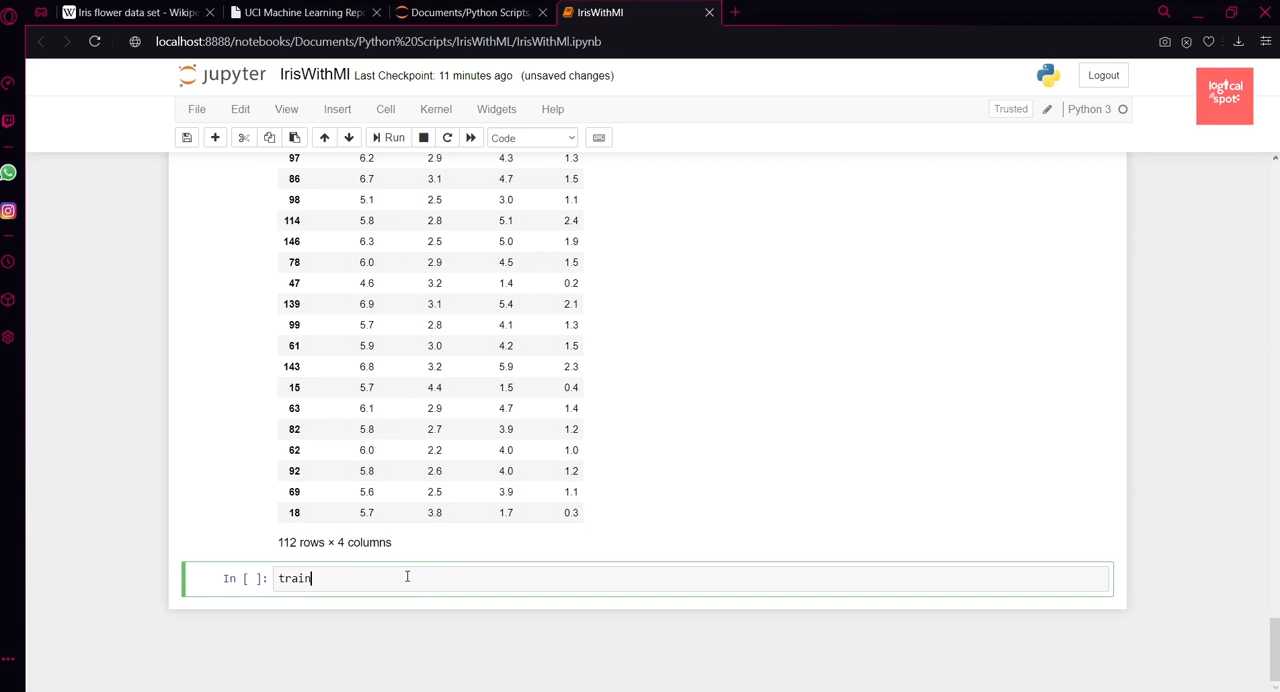 Iris flower data set - Wikipe
UCI Machine Learning Rep
Documents/Python Scripts
IrisWithMl
localhost:8888/notebooks/Documents/Python%20Scripts/IrisWithML/IrisWithMl.ipynb
jupyter IrisWithMl Last Checkpoint: 11 minutes ago (unsaved changes)
Logout
logical
spot
File Edit View Insert Cell Kernel Widgets Help
Trusted
Python 3
Run
Code
97 6.2 2.9 4.3 1.3
86 6.7 3.1 4.7 1.5
98 5.1 2.5 3.0 1.1
114 5.8 2.8 5.1 2.4
146 6.3 2.5 5.0 1.9
78 6.0 2.9 4.5 1.5
47 4.6 3.2 1.4 0.2
139 6.9 3.1 5.4 2.1
99 5.7 2.8 4.1 1.3
61 5.9 3.0 4.2 1.5
143 6.8 3.2 5.9 2.3
15 5.7 4.4 1.5 0.4
63 6.1 2.9 4.7 1.4
82 5.8 2.7 3.9 1.2
62 6.0 2.2 4.0 1.0
92 5.8 2.6 4.0 1.2
69 5.6 2.5 3.9 1.1
18 5.7 3.8 1.7 0.3
112 rows × 4 columns
In [ ]: train